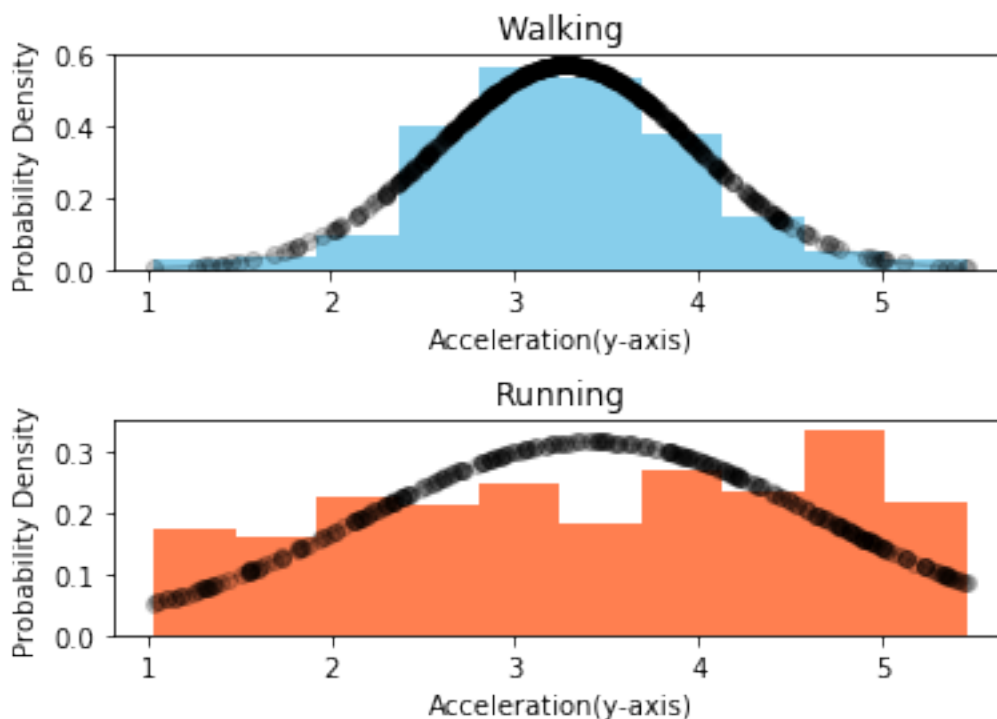 Walking
Probability Density
0.6
0.4
0.2
0.0
1 2 3 4 5
Acceleration(y-axis)
Running
Probability Density
0.3
0.2
0.1
0.0
1 2 3 4 5
Acceleration(y-axis)